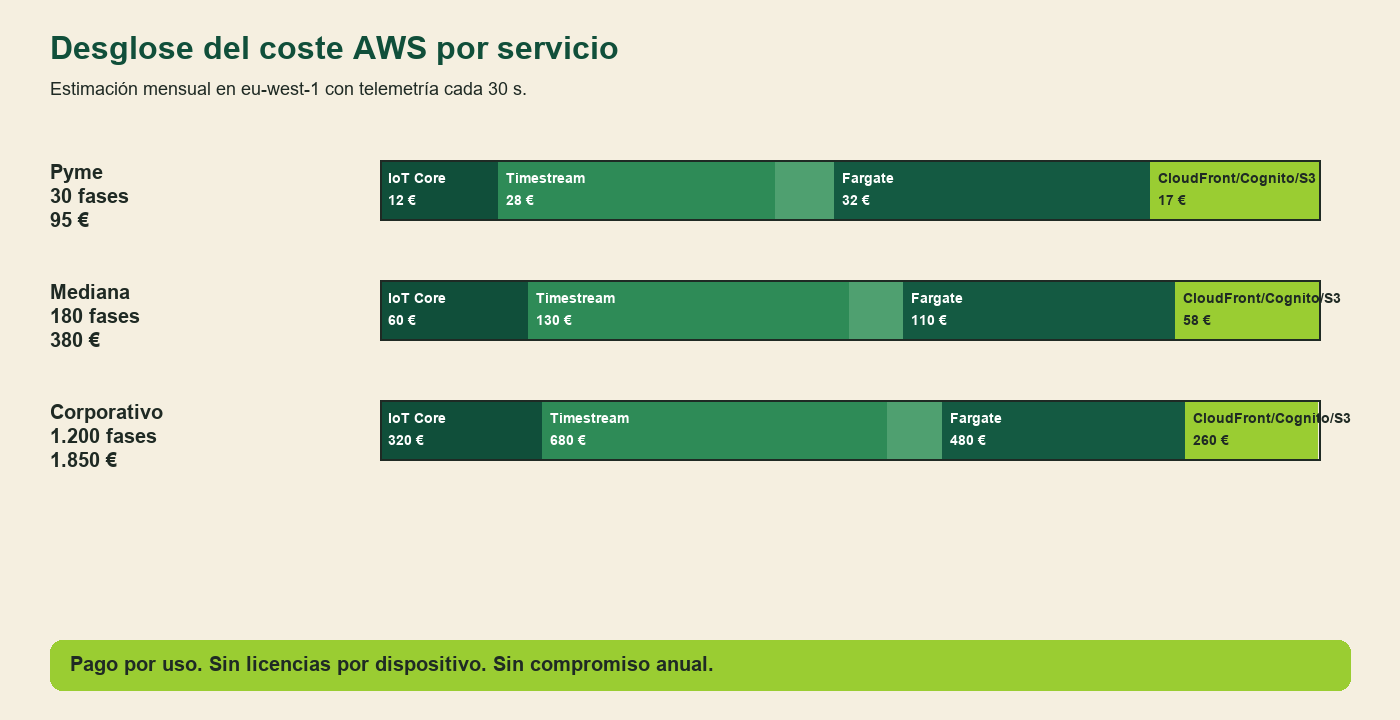 Desglose del coste AWS por servicio
Estimación mensual en eu-west-1 con telemetría cada 30 s.
Pyme
30 fases
95 €
IoT Core
12 €
Timestream
28 €
Fargate
32 €
CloudFront/Cognito/S3
17 €
Mediana
180 fases
380 €
IoT Core
60 €
Timestream
130 €
Fargate
110 €
CloudFront/Cognito/S3
58 €
Corporativo
1.200 fases
1.850 €
IoT Core
320 €
Timestream
680 €
Fargate
480 €
CloudFront/Cognito/S3
260 €
Pago por uso. Sin licencias por dispositivo. Sin compromiso anual.